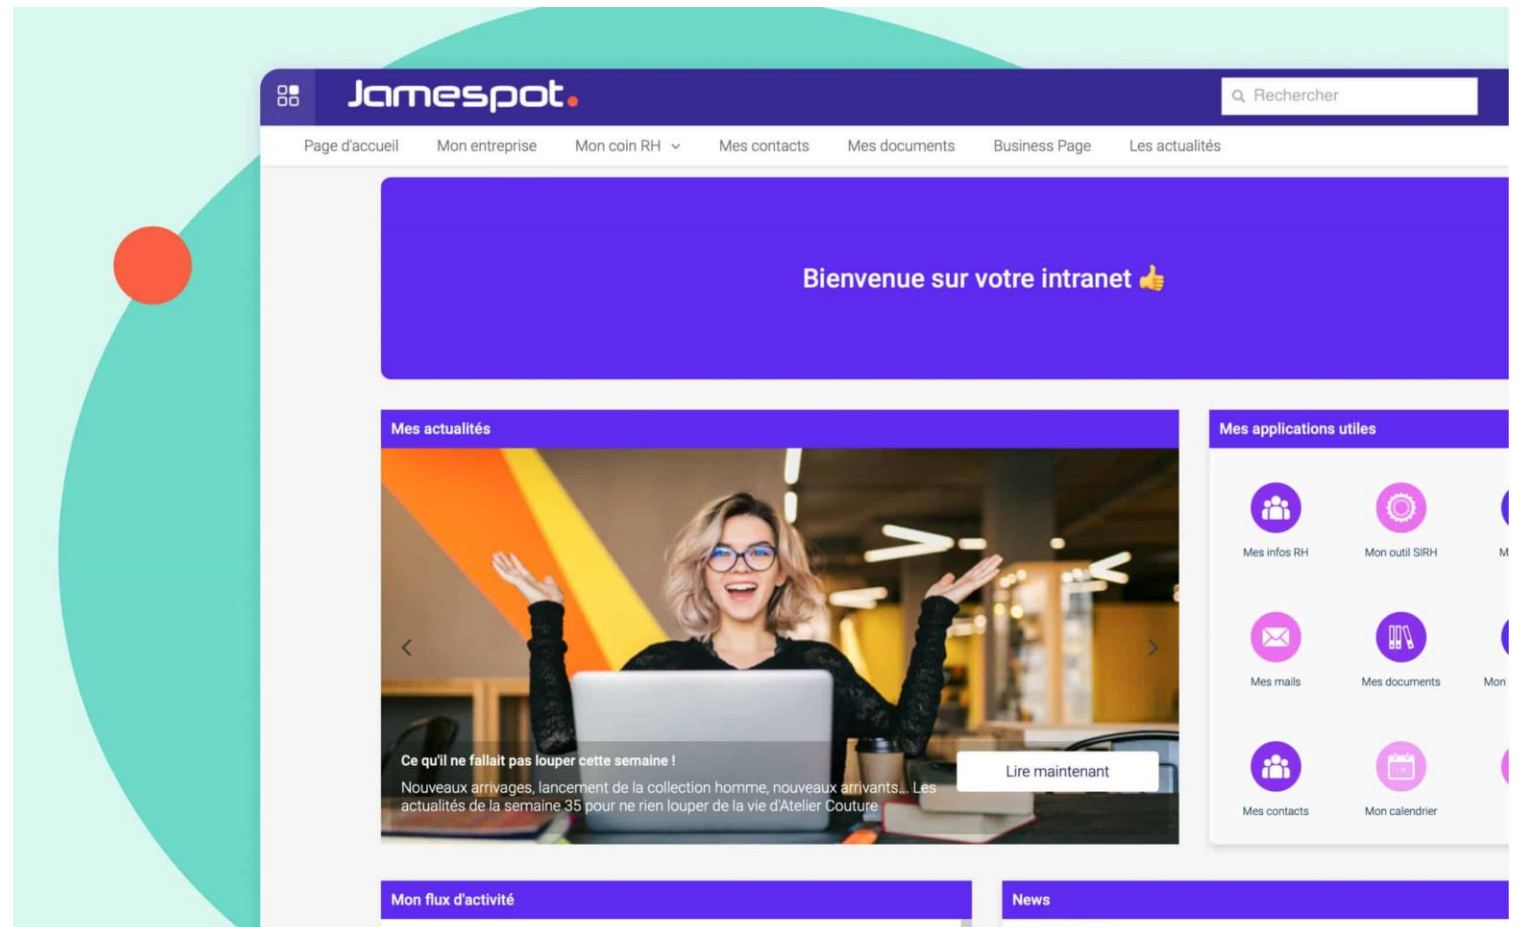 Jamespot.
Rechercher
Page d'accueil
Mon entreprise
Mon coin RH
Mes contacts
Mes documents
Business Page
Les actualités
Bienvenue sur votre intranet 👍
Mes actualités
Ce qu'il ne fallait pas louper cette semaine !
Nouveaux arrivages, lancement de la collection homme, nouveaux arrivants... Les
actualités de la semaine 35 pour ne rien louper de la vie d'Atelier Couture
Lire maintenant
Mes applications utiles
Mes infos RH
Mon outil SIRH
M
Mes mails
Mes documents
Mon
Mes contacts
Mon calendrier
Mon flux d'activité
News